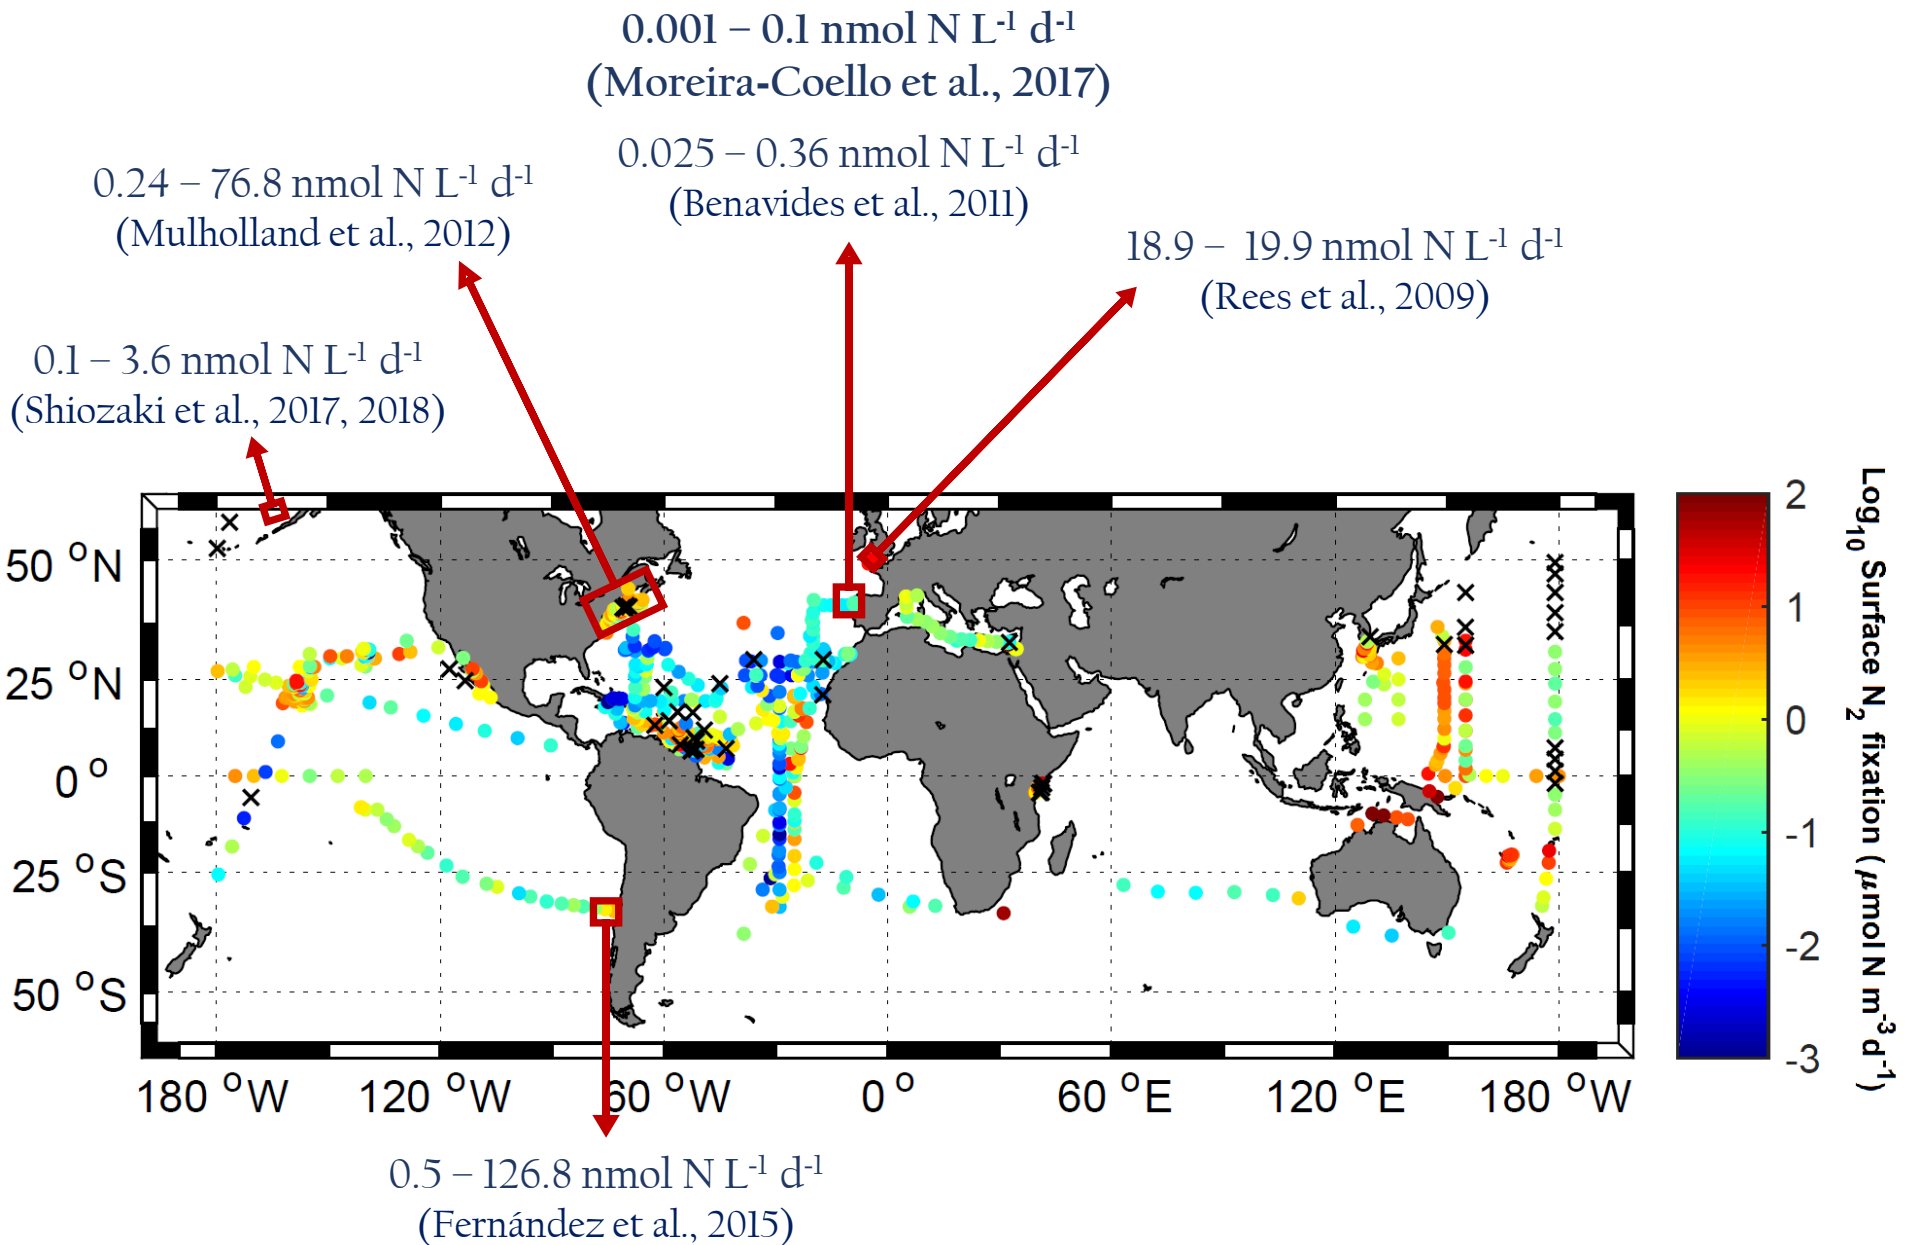 0.001 – 0.1 nmol N L⁻¹ d⁻¹
(Moreira-Coello et al., 2017)
0.025 – 0.36 nmol N L⁻¹ d⁻¹
(Benavides et al., 2011)
0.24 – 76.8 nmol N L⁻¹ d⁻¹
(Mulholland et al., 2012)
18.9 – 19.9 nmol N L⁻¹ d⁻¹
(Rees et al., 2009)
0.1 – 3.6 nmol N L⁻¹ d⁻¹
(Shiozaki et al., 2017, 2018)
50 °N
25 °N
0 °
25 °S
50 °S
180 °W
120 °W
60 °W
0 °
60 °E
120 °E
180 °W
2
1
0
-1
-2
-3
Log₁₀ Surface N₂ fixation (μmol N m⁻³d⁻¹)
0.5 – 126.8 nmol N L⁻¹ d⁻¹
(Fernández et al., 2015)